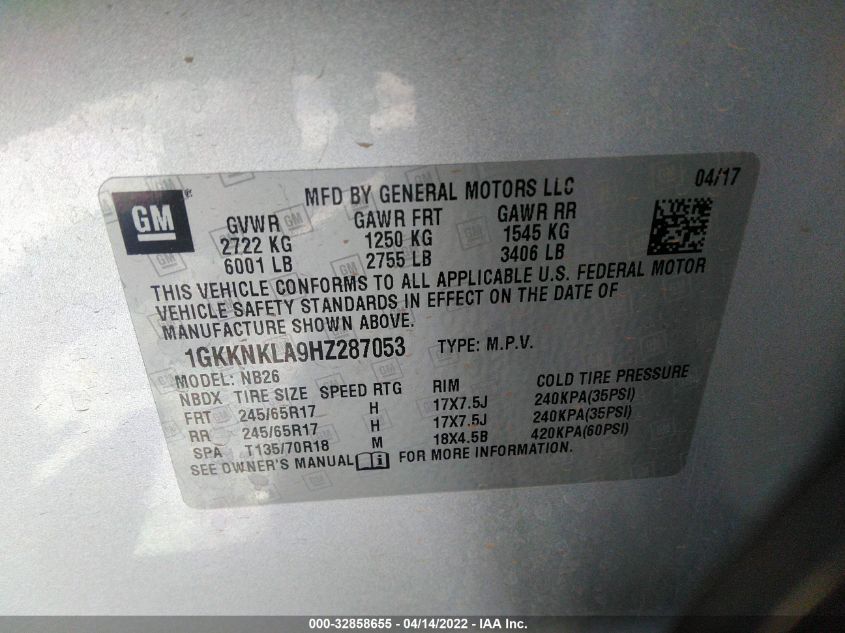 04/17
GM
MFD BY GENERAL MOTORS LLC
GVWR GAWR FRT GAWR RR
2722 KG 1250 KG 1545 KG
6001 LB 2755 LB 3406 LB
THIS VEHICLE CONFORMS TO ALL APPLICABLE U.S. FEDERAL MOTOR
VEHICLE SAFETY STANDARDS IN EFFECT ON THE DATE OF
MANUFACTURE SHOWN ABOVE.
1GKKNKLA9HZ287053 TYPE: M.P.V.
MODEL: NB26
NBDX TIRE SIZE SPEED RTG RIM COLD TIRE PRESSURE
FRT 245/65R17 H 17X7.5J 240KPA(35PSI)
RR 245/65R17 H 17X7.5J 240KPA(35PSI)
SPA T135/70R18 M 18X4.5B 420KPA(60PSI)
SEE OWNER'S MANUAL FOR MORE INFORMATION.
000-32858655 - 04/14/2022 - IAA Inc.